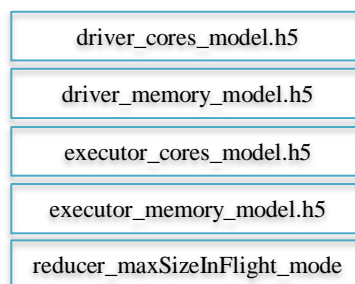 driver_cores_model.h5
driver_memory_model.h5
executor_cores_model.h5
executor_memory_model.h5
reducer_maxSizeInFlight_mode